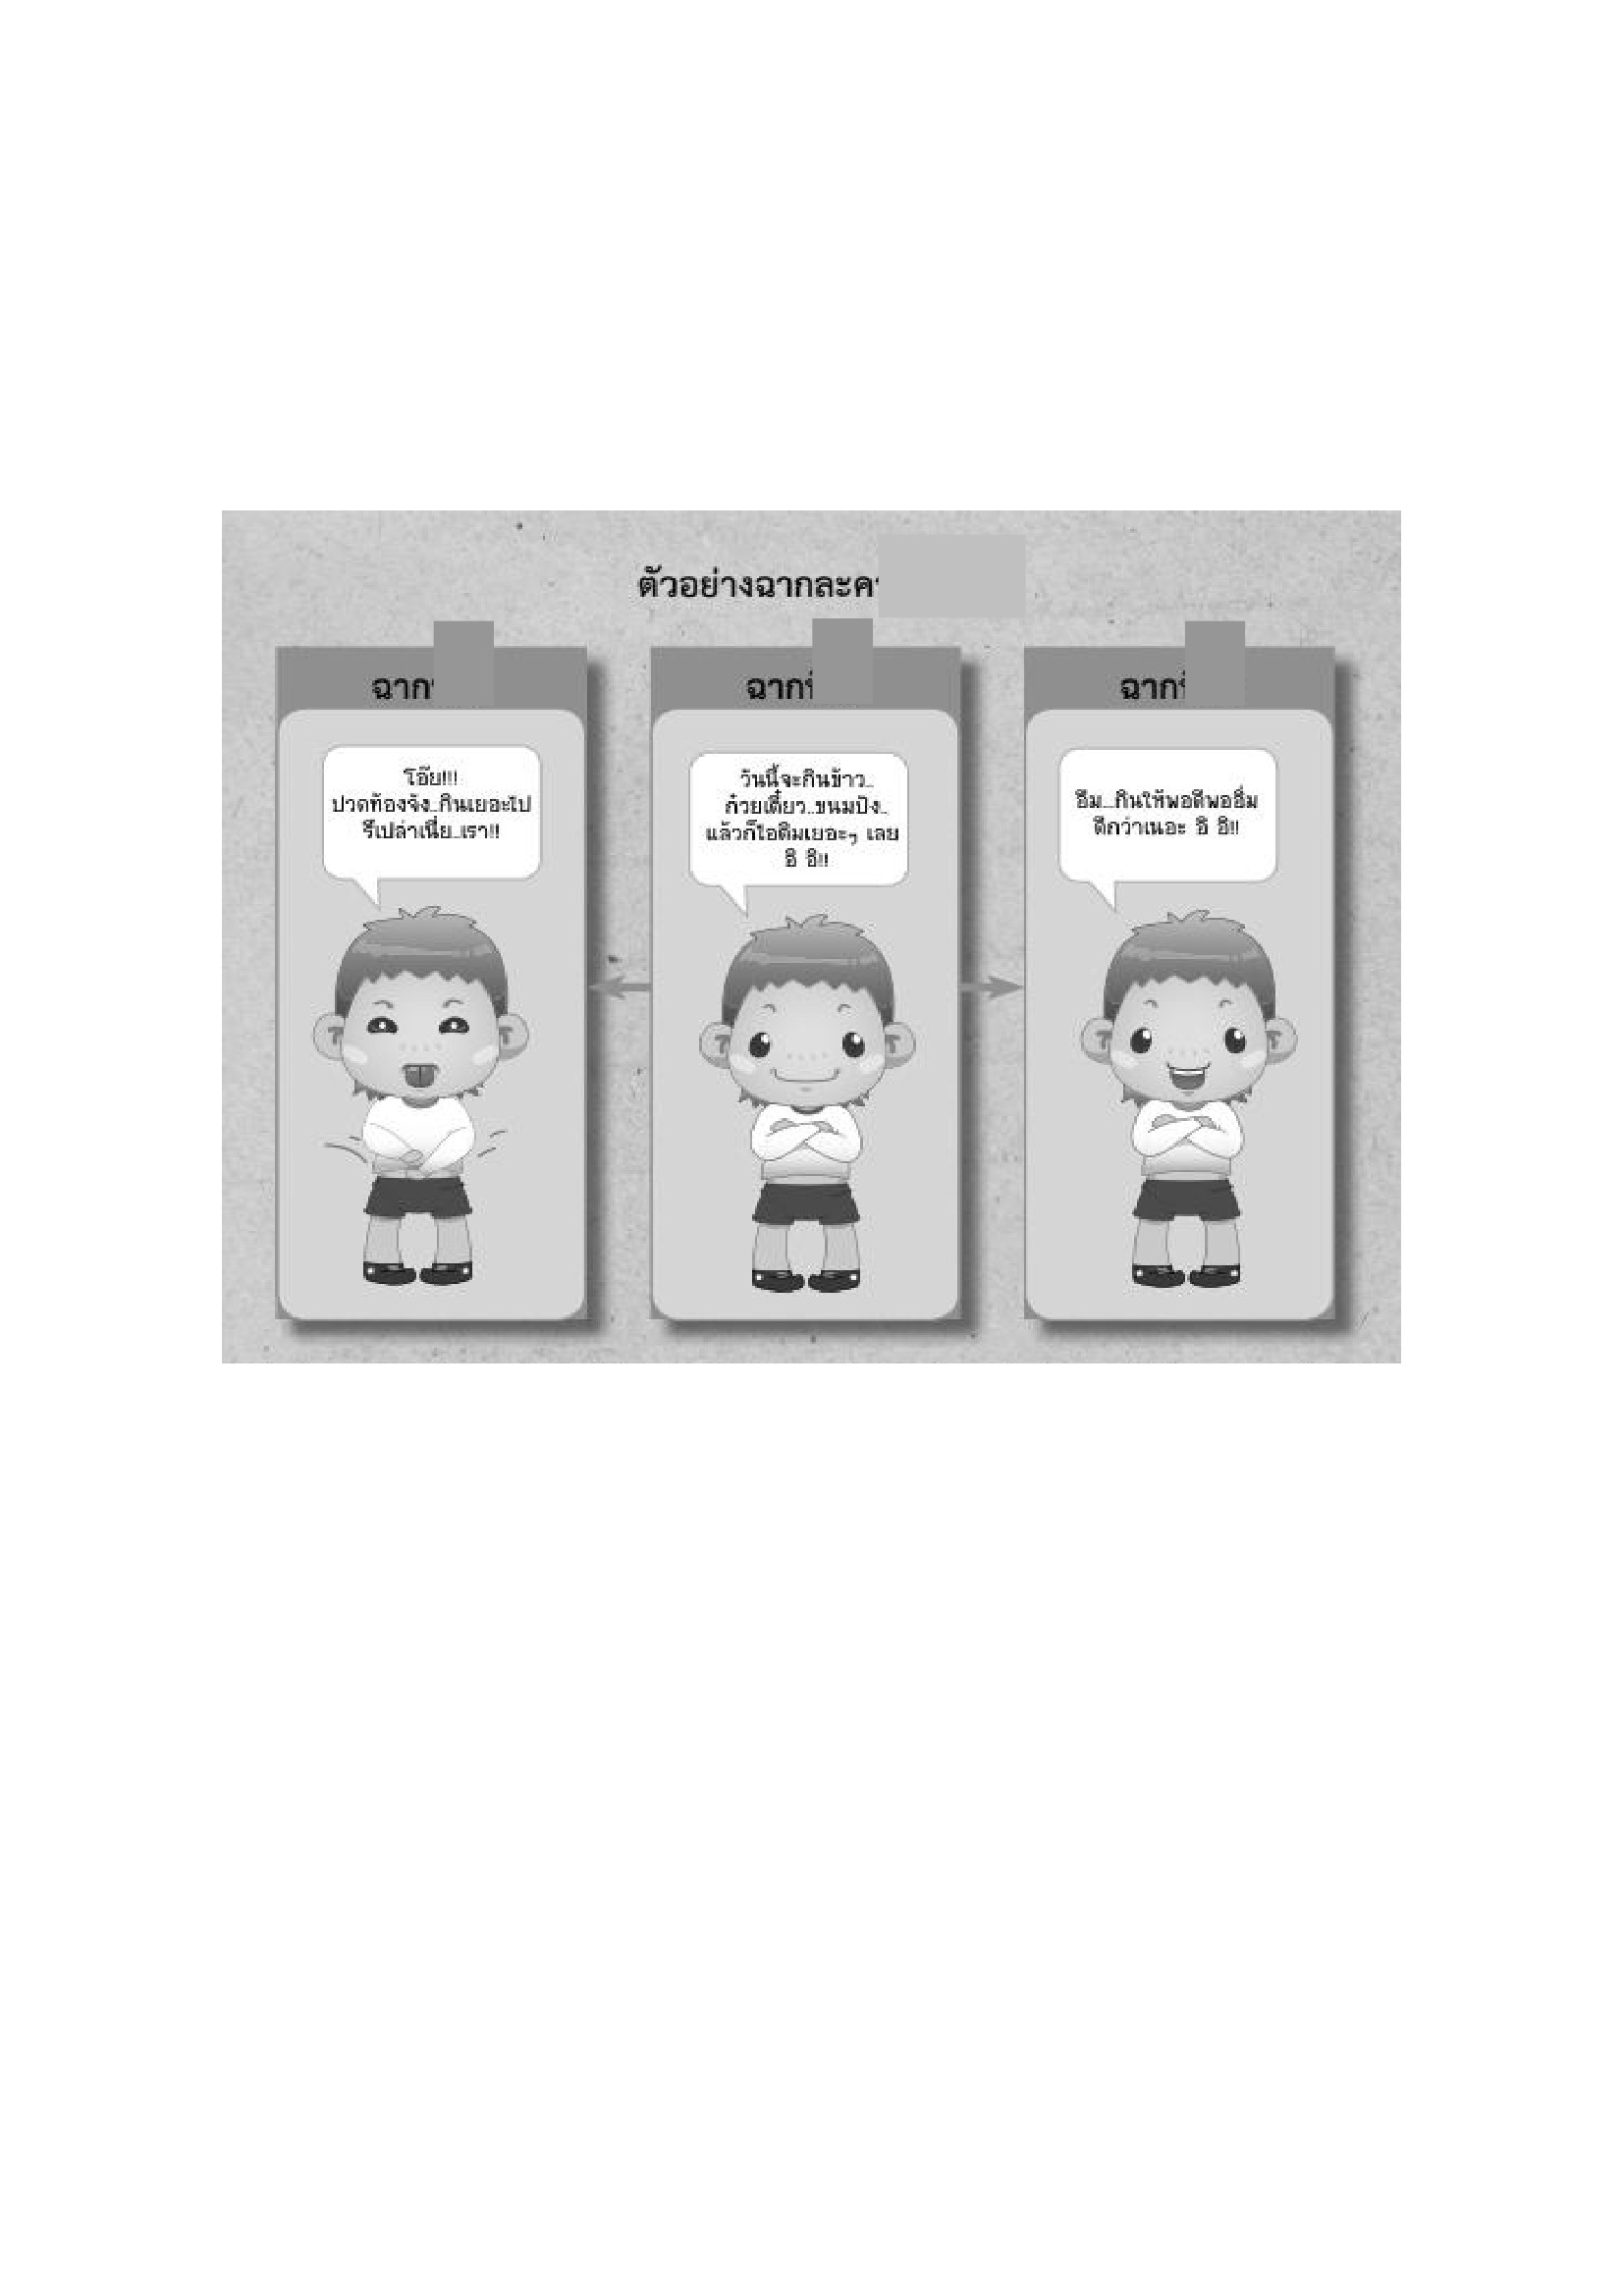 ตัวอย่างฉากละคร
ฉาก
โอ๊ย!!!
ปวดท้องจัง..กินเยอะไป
รึเปล่าเนี่ย..เรา!!
ฉาก
วันนี้จะกินข้าว..
ก๋วยเตี๋ยว..ขนมปัง..
แล้วก็ไอติมเยอะๆ เลย
อิ อิ!!
ฉาก
อืม...กินให้พอดีพออิ่ม
ดีกว่าเนอะ อิ อิ!!